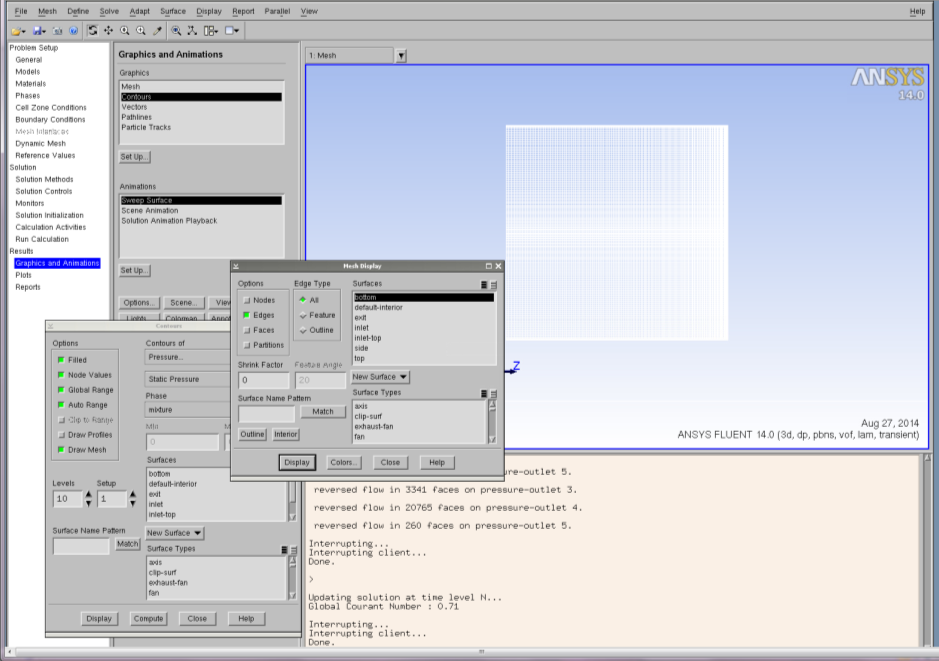 File Mesh Define Solve Adapt Surface Display Report Parallel View Help
Problem Setup
General
Models
Materials
Phases
Cell Zone Conditions
Boundary Conditions
Mesh Interfaces
Dynamic Mesh
Reference Values
Solution
Solution Methods
Solution Controls
Monitors
Solution Initialization
Calculation Activities
Run Calculation
Results
Graphics and Animations
Plots
Reports
Graphics and Animations
Graphics
Mesh
Contours
Vectors
Pathlines
Particle Tracks
Set Up...
Animations
Sweep Surface
Scene Animation
Solution Animation Playback
Set Up...
Options... Scene... View
Lights
1: Mesh
ANSYS
14.0
Z
Aug 27, 2014
ANSYS FLUENT 14.0 (3d, dp, pbns, vof, lam, transient)
Mesh Display
Options
Nodes
Edges
Faces
Partitions
Edge Type
All
Feature
Outline
Shrink Factor
0
Feature Angle
20
Surface Name Pattern
Match
Outline Interior
Surfaces
bottom
default-interior
exit
inlet
inlet-top
side
top
New Surface
Surface Types
axis
clip-surf
exhaust-fan
fan
Display Colors... Close Help
Contours
Options
Filled
Node Values
Global Range
Auto Range
Clip to Range
Draw Profiles
Draw Mesh
Levels
10
Setup
1
Surface Name Pattern
Match
Contours of
Pressure...
Static Pressure
Phase
mixture
Min
0
Surfaces
bottom
default-interior
exit
inlet
inlet-top
New Surface
Surface Types
axis
clip-surf
exhaust-fan
fan
Display Compute Close Help
ure-outlet 5.
reversed flow in 3341 faces on pressure-outlet 3.
reversed flow in 20765 faces on pressure-outlet 4.
reversed flow in 260 faces on pressure-outlet 5.
Interrupting...
Interrupting client...
Done.
>
Updating solution at time level N...
Global Courant Number : 0.71
Interrupting...
Interrupting client...
Done.